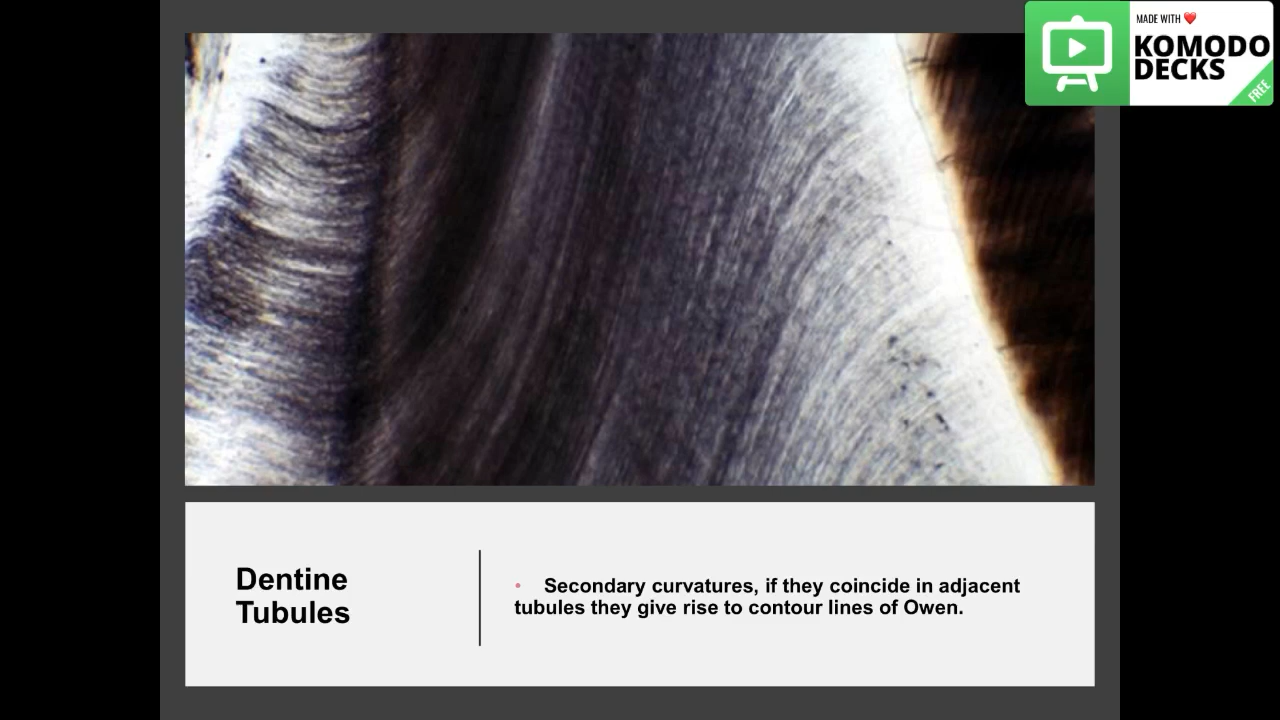 MADE WITH ❤️
KOMODO
DECKS
FREE
Dentine
Tubules
• Secondary curvatures, if they coincide in adjacent
tubules they give rise to contour lines of Owen.